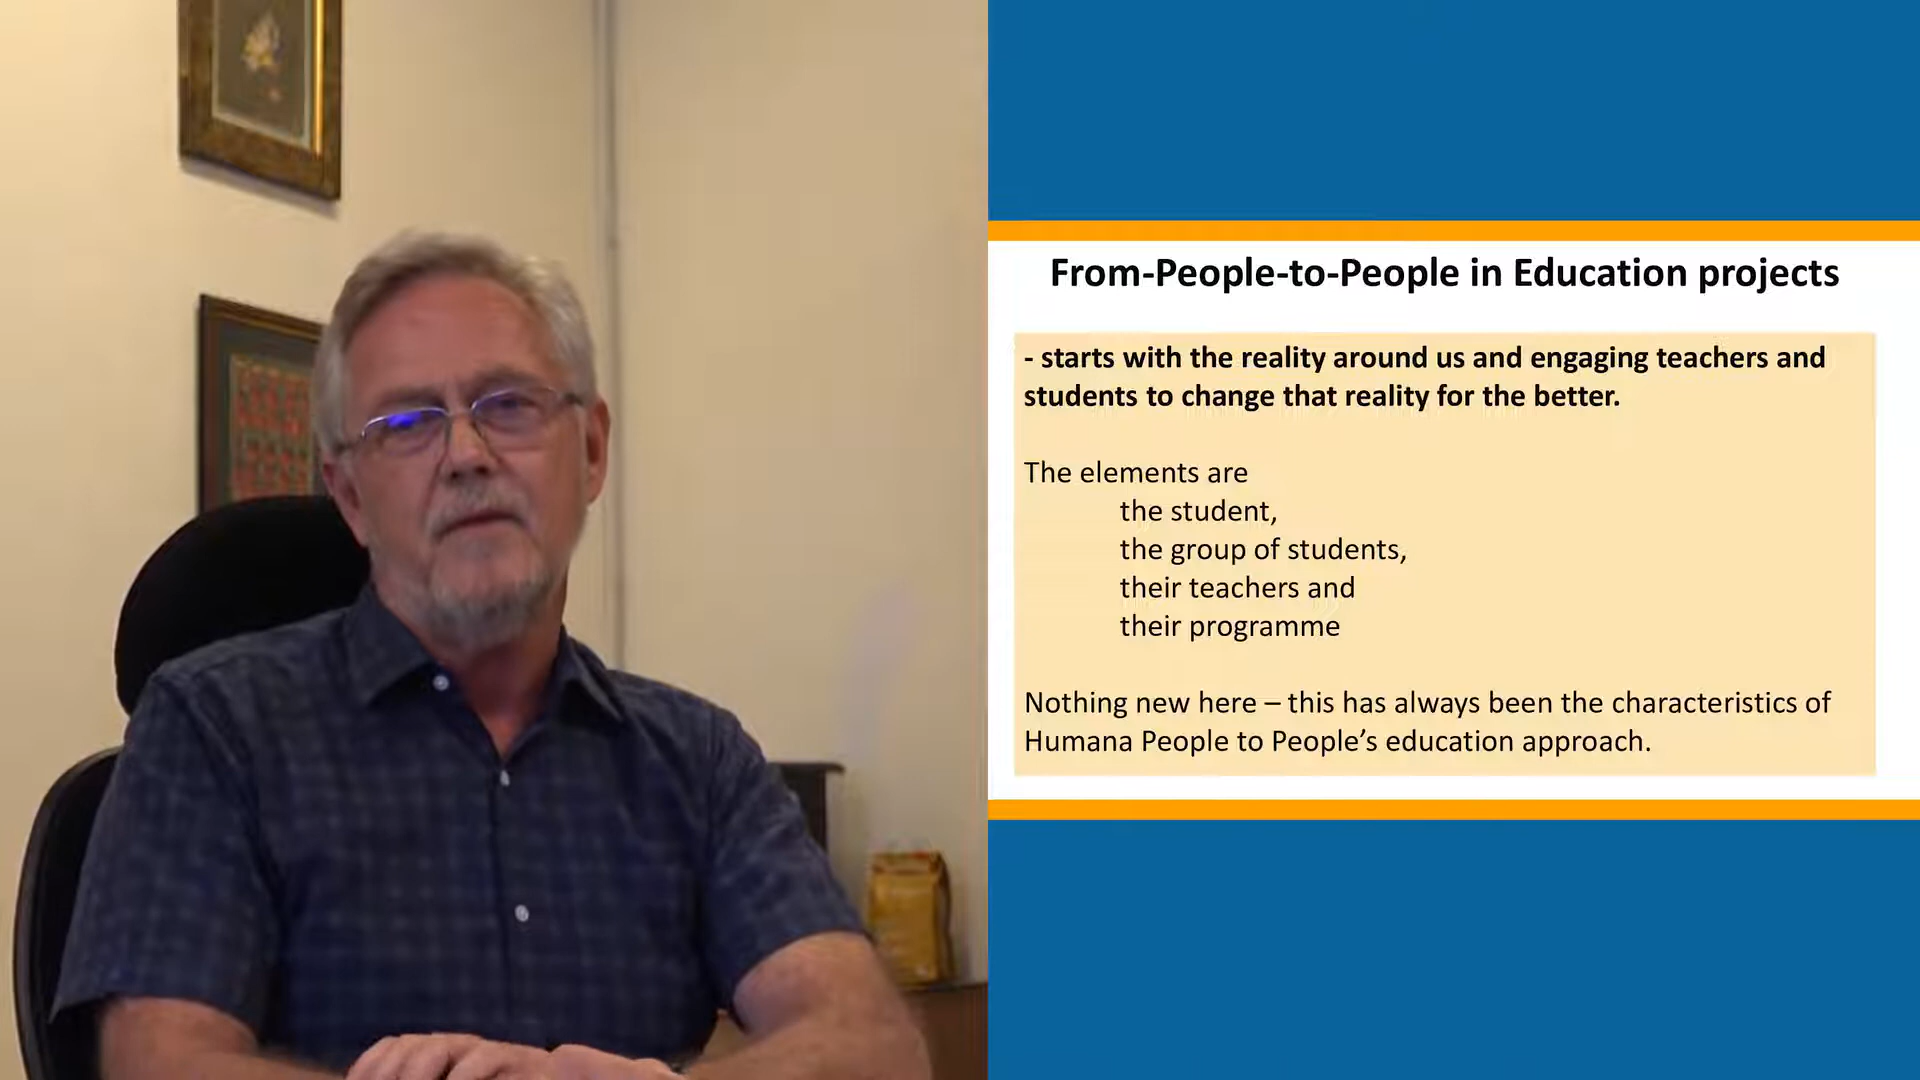 From-People-to-People in Education projects
- starts with the reality around us and engaging teachers and
students to change that reality for the better.
The elements are
the student,
the group of students,
their teachers and
their programme
Nothing new here – this has always been the characteristics of
Humana People to People’s education approach.